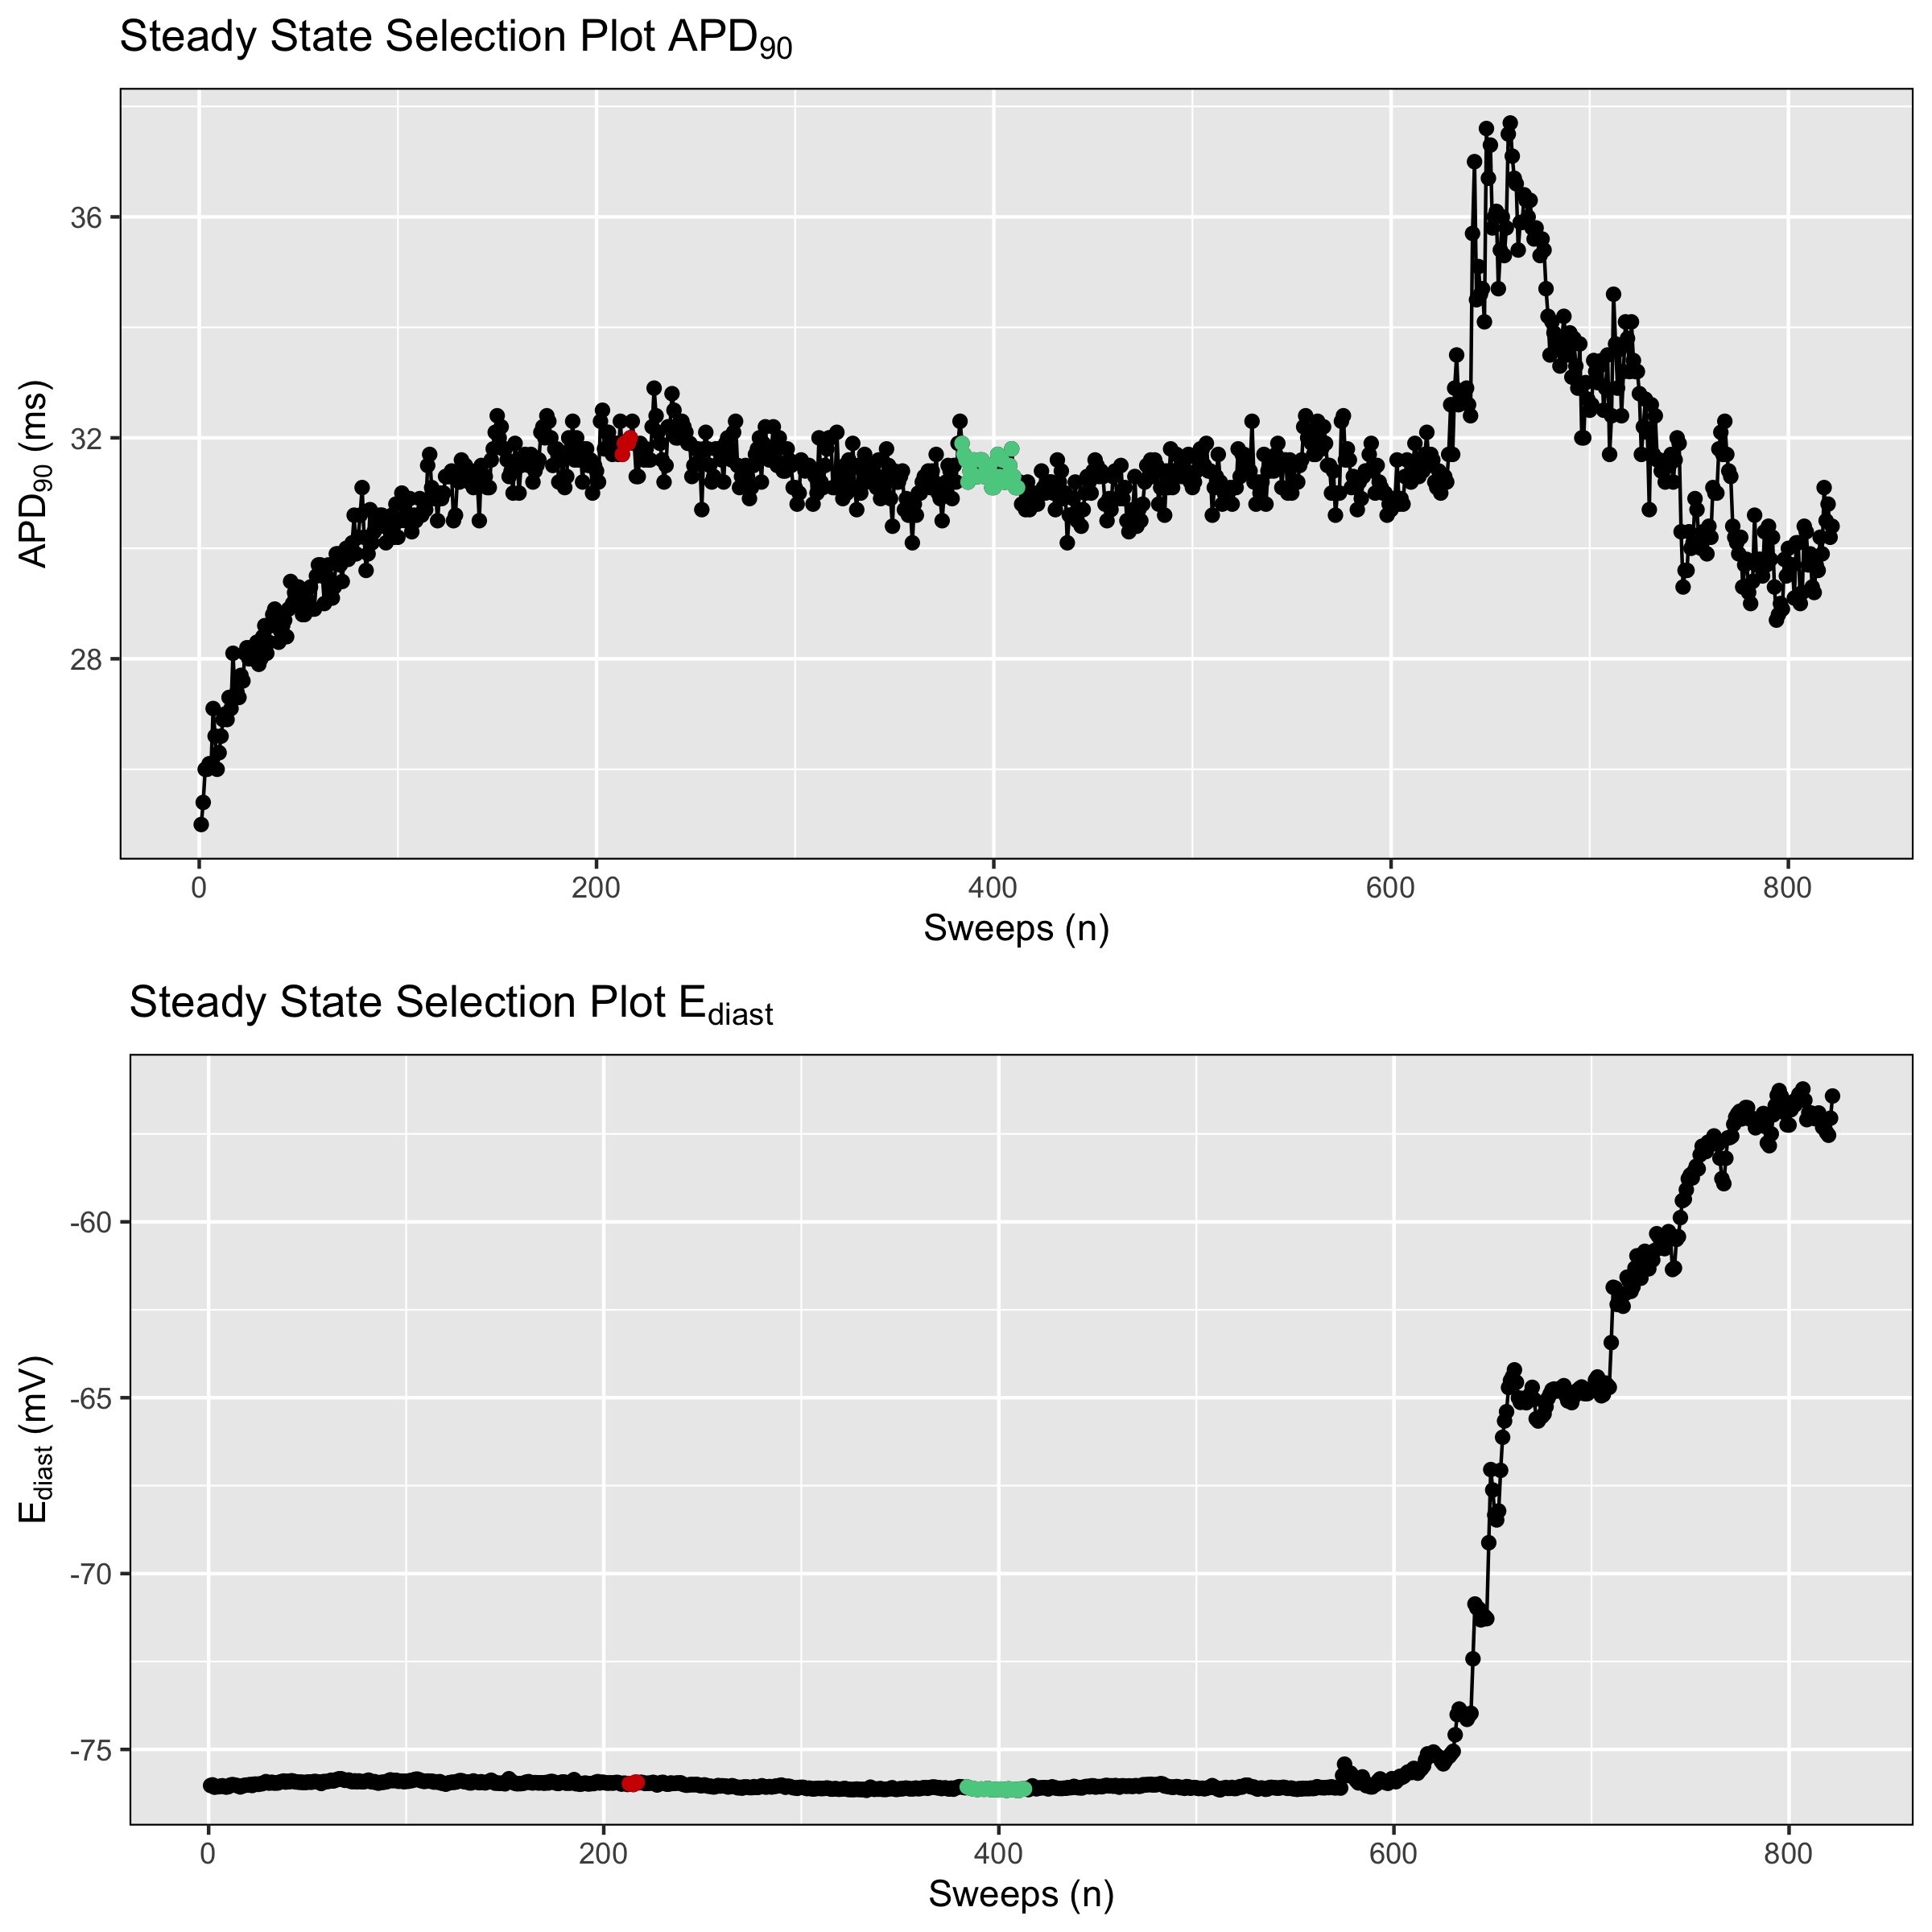 Steady State Selection Plot APD90
APD90 (ms)
36
32
28
0 200 400 600 800
Sweeps (n)
Steady State Selection Plot Ediast
Ediast (mV)
-60
-65
-70
-75
0 200 400 600 800
Sweeps (n)